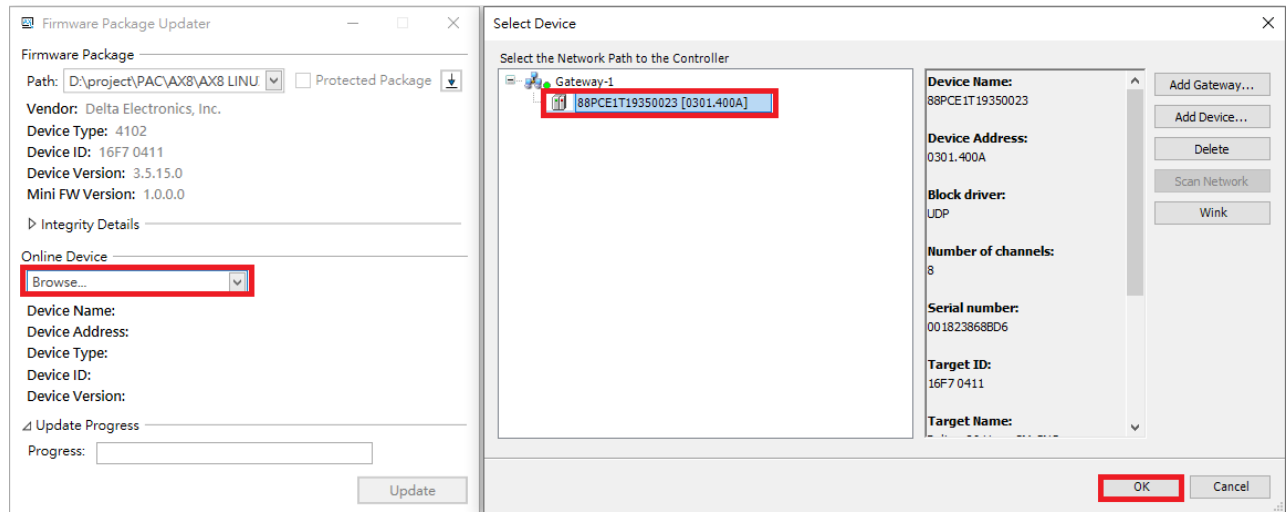 Firmware Package Updater
Firmware Package
Path: D:\project\PAC\AX8\AX8 LINU
Protected Package
Vendor: Delta Electronics, Inc.
Device Type: 4102
Device ID: 16F7 0411
Device Version: 3.5.15.0
Mini FW Version: 1.0.0.0
Integrity Details
Online Device
Browse...
Device Name:
Device Address:
Device Type:
Device ID:
Device Version:
Update Progress
Progress:
Update
Select Device
Select the Network Path to the Controller
Gateway-1
88PCE1T19350023 [0301.400A]
Device Name:
88PCE1T19350023
Device Address:
0301.400A
Block driver:
UDP
Number of channels:
8
Serial number:
001823868BD6
Target ID:
16F7 0411
Target Name:
Add Gateway...
Add Device...
Delete
Scan Network
Wink
OK
Cancel